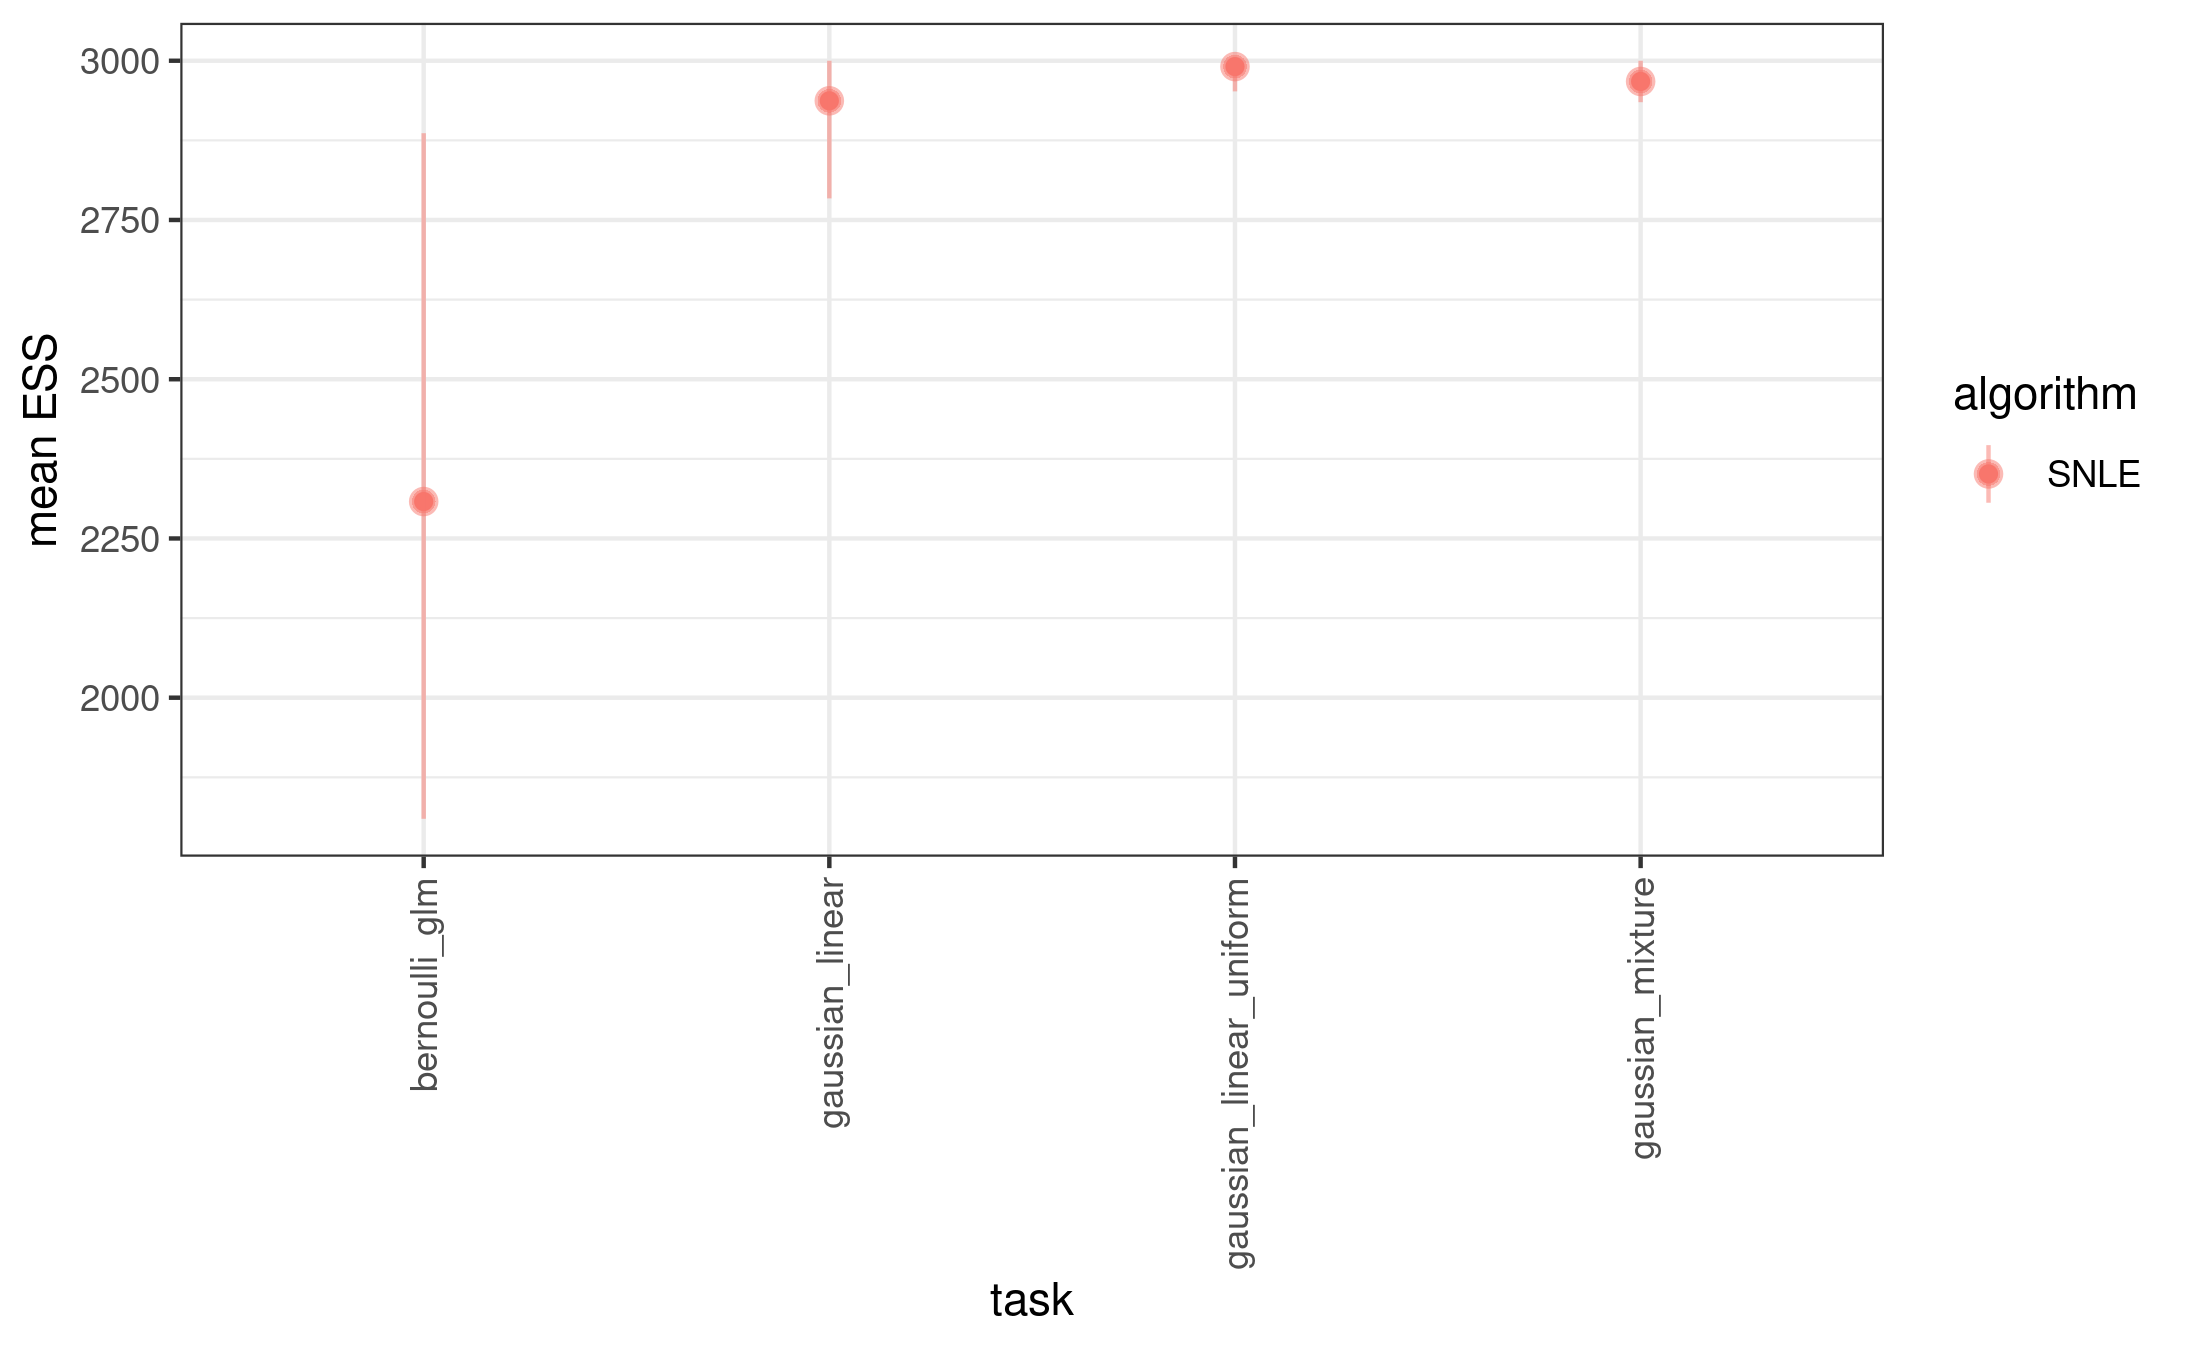 3000
2750
2500
2250
2000
mean ESS
bernoulli_glm
gaussian_linear
gaussian_linear_uniform
gaussian_mixture
task
algorithm
SNLE